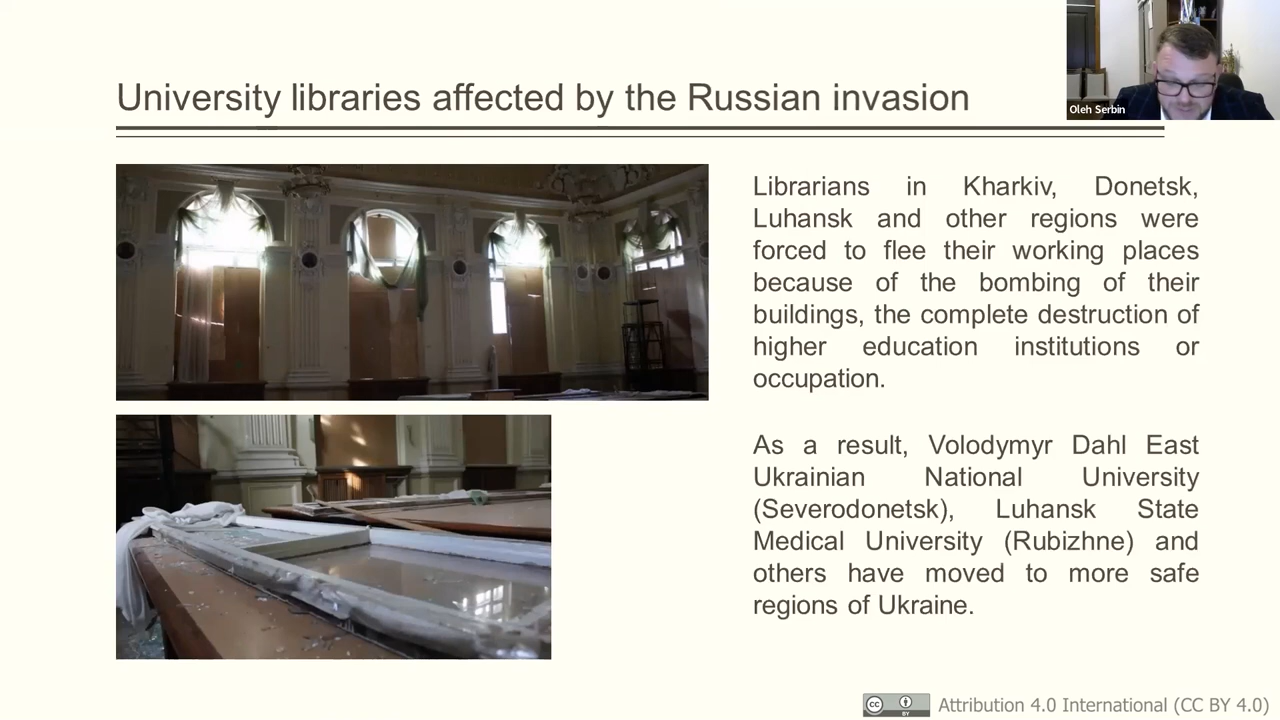 University libraries affected by the Russian invasion
Oleh Serbin
Librarians in Kharkiv, Donetsk,
Luhansk and other regions were
forced to flee their working places
because of the bombing of their
buildings, the complete destruction of
higher education institutions or
occupation.
As a result, Volodymyr Dahl East
Ukrainian National University
(Severodonetsk), Luhansk State
Medical University (Rubizhne) and
others have moved to more safe
regions of Ukraine.
cc BY Attribution 4.0 International (CC BY 4.0)